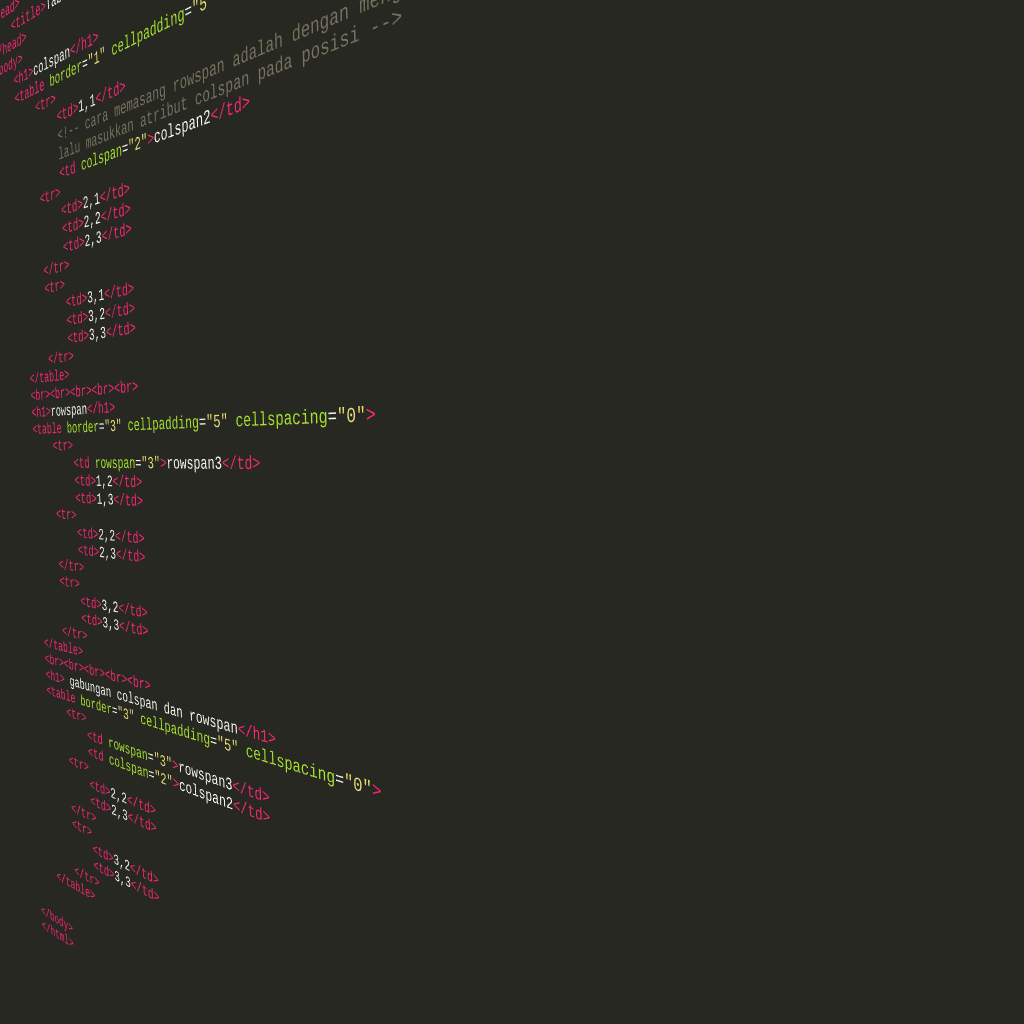 <title>
</head>
<h1>colspan</h1>
<table border="1" cellpadding="5
<tr>
<td>1,1</td>
<!-- cara memasang rowspan adalah dengan
lalu masukkan atribut colspan pada posisi -->
<td colspan="2">colspan2</td>
<tr>
<td>2,1</td>
<td>2,2</td>
<td>2,3</td>
</tr>
<tr>
<td>3,1</td>
<td>3,2</td>
<td>3,3</td>
</tr>
</table>
<br><br><br><br><br>
<h1>rowspan</h1>
<table border="3" cellpadding="5" cellspacing="0">
<tr>
<td rowspan="3">rowspan3</td>
<td>1,2</td>
<td>1,3</td>
<tr>
<td>2,2</td>
<td>2,3</td>
</tr>
<tr>
<td>3,2</td>
<td>3,3</td>
</tr>
</table>
<br><br><br><br><br>
<h1> gabungan colspan dan rowspan</h1>
<table border="3" cellpadding="5" cellspacing="0">
<tr>
<td rowspan="3">rowspan3</td>
<td colspan="2">colspan2</td>
<tr>
<td>2,2</td>
<td>2,3</td>
</tr>
<tr>
<td>3,2</td>
<td>3,3</td>
</tr>
</table>
</body>
</html>